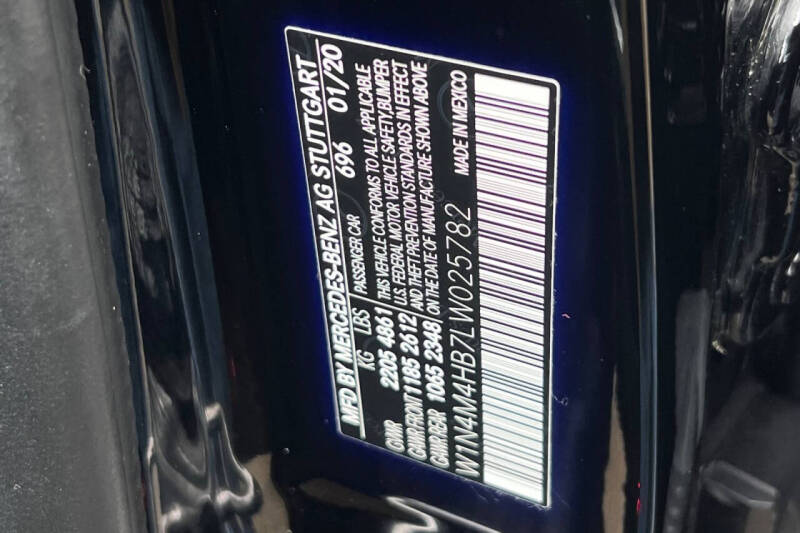 MFD BY MERCEDES-BENZ AG STUTTGART
696 01/20
KG LBS PASSENGER CAR
GWR 2205 4861 THIS VEHICLE CONFORMS TO ALL APPLICABLE
U.S. FEDERAL MOTOR VEHICLE SAFETY, BUMPER
GAWR FRONT 1185 2612 AND THEFT PREVENTION STANDARDS IN EFFECT
GAWR REAR 1065 2348 ON THE DATE OF MANUFACTURE SHOWN ABOVE
MADE IN MEXICO
W1N4M4HB7LW025782